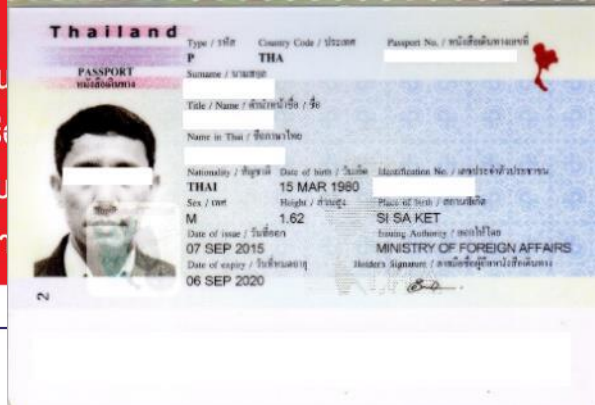 Thailand
Type / ชนิด Country Code / ประเทศ Passport No. / หนังสือเดินทางเลขที่
P THA
PASSPORT
หนังสือเดินทาง
Surname / นามสกุล
Title / Name / คำนำหน้าชื่อ / ชื่อ
Name in Thai / ชื่อภาษาไทย
Nationality / สัญชาติ Date of birth / วันเกิด Identification No. / เลขประจำตัวประชาชน
THAI 15 MAR 1980
Sex / เพศ Height / ส่วนสูง Place of birth / สถานที่เกิด
M 1.62 SI SA KET
Date of issue / วันที่ออก Issuing Authority / ออกให้โดย
07 SEP 2015 MINISTRY OF FOREIGN AFFAIRS
Date of expiry / วันที่หมดอายุ Holder's Signature / ลายมือชื่อผู้ถือหนังสือเดินทาง
06 SEP 2020
2